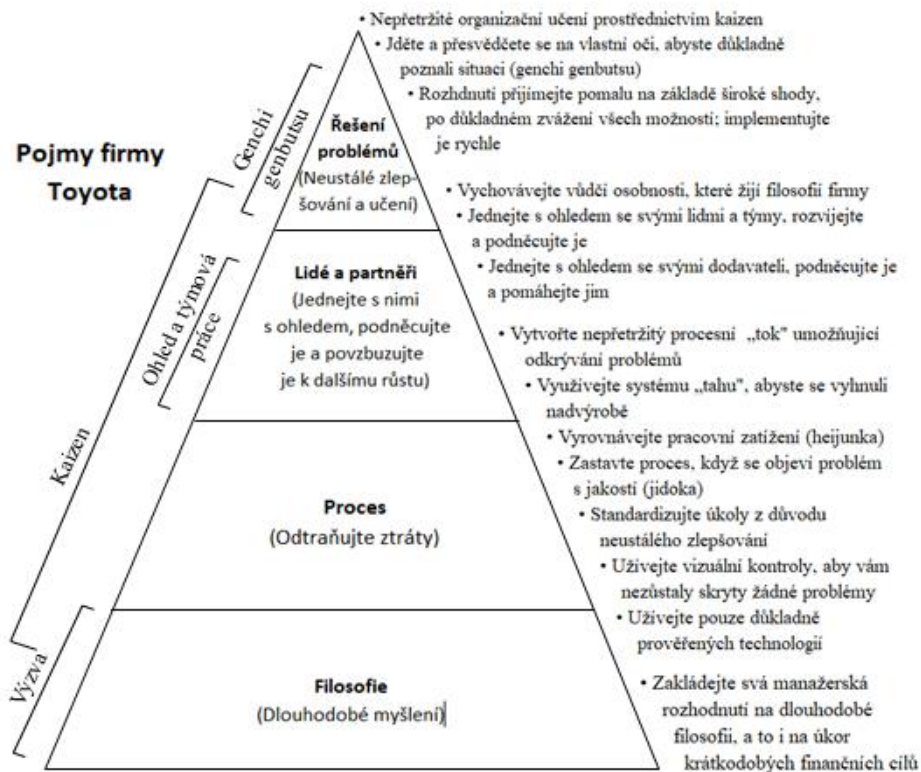 • Nepřetržité organizační učení prostřednictvím kaizen
• Jděte a přesvědčete se na vlastní oči, abyste důkladně
poznali situaci (genchi genbutsu)
• Rozhdnutí přijímejte pomalu na základě široké shody,
po důkladném zvážení všech možností; implementujte
je rychle
Pojmy firmy
Toyota
Genchi
genbutsu
Řešení
problémů
(Neustálé zlep-
šování a učení)
• Vychovávejte vůdčí osobnosti, které žijí filosofií firmy
• Jednejte s ohledem se svými lidmi a týmy, rozvíjejte
a podněcujte je
• Jednejte s ohledem se svými dodavateli, podněcujte je
a pomáhejte jim
Ohled a týmová
práce
Lidé a partněři
(Jednejte s nimi
s ohledem, podněcujte
je a povzbuzujte
je k dalšímu růstu)
• Vytvořte nepřetržitý procesní „tok" umožňující
odkrývání problémů
• Využívejte systému „tahu", abyste se vyhnuli
nadvýrobě
• Vyrovnávejte pracovní zatížení (heijunka)
• Zastavte proces, když se objeví problém
s jakostí (jidoka)
• Standardizujte úkoly z důvodu
neustálého zlepšování
• Užívejte vizuální kontroly, aby vám
nezůstaly skryty žádné problémy
• Užívejte pouze důkladně
prověřených technologií
Kaizen
Proces
(Odtraňujte ztráty)
Výzva
Filosofie
(Dlouhodobé myšlení)
• Zakládejte svá manažerská
rozhodnutí na dlouhodobé
filosofii, a to i na úkor
krátkodobých finančních cílů